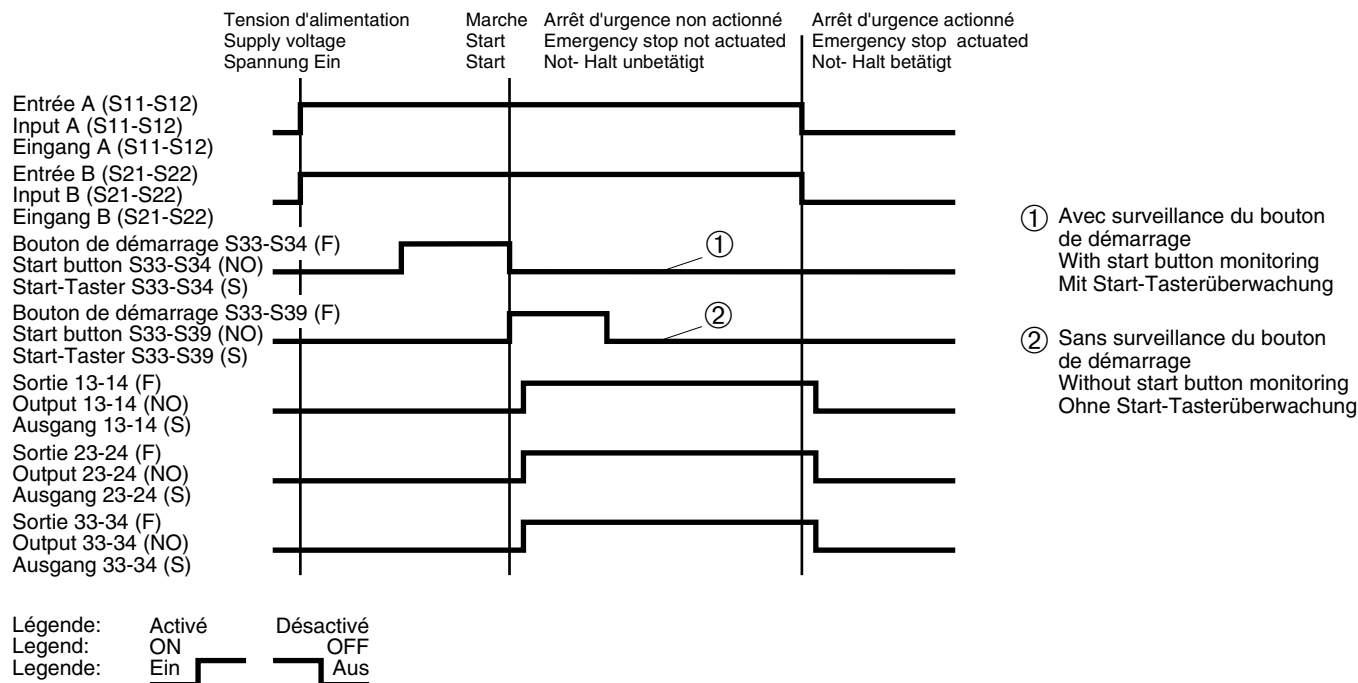 Tension d'alimentation
Supply voltage
Spannung Ein
Marche
Start
Start
Arrêt d'urgence non actionné
Emergency stop not actuated
Not- Halt unbetätigt
Arrêt d'urgence actionné
Emergency stop actuated
Not- Halt betätigt
Entrée A (S11-S12)
Input A (S11-S12)
Eingang A (S11-S12)
Entrée B (S21-S22)
Input B (S21-S22)
Eingang B (S21-S22)
Bouton de démarrage S33-S34 (F)
Start button S33-S34 (NO)
Start-Taster S33-S34 (S)
①
Bouton de démarrage S33-S39 (F)
Start button S33-S39 (NO)
Start-Taster S33-S39 (S)
②
Sortie 13-14 (F)
Output 13-14 (NO)
Ausgang 13-14 (S)
Sortie 23-24 (F)
Output 23-24 (NO)
Ausgang 23-24 (S)
Sortie 33-34 (F)
Output 33-34 (NO)
Ausgang 33-34 (S)
① Avec surveillance du bouton
de démarrage
With start button monitoring
Mit Start-Tasterüberwachung
② Sans surveillance du bouton
de démarrage
Without start button monitoring
Ohne Start-Tasterüberwachung
Légende: Activé Désactivé
Legend: ON OFF
Legende: Ein Aus